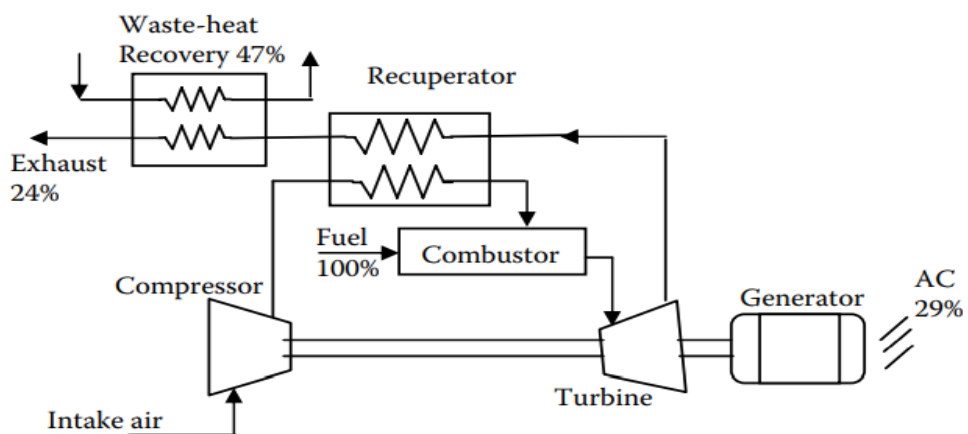 Waste-heat
Recovery 47%
Recuperator
Exhaust
24%
Fuel
100%
Combustor
Compressor
Generator
AC
29%
Turbine
Intake air